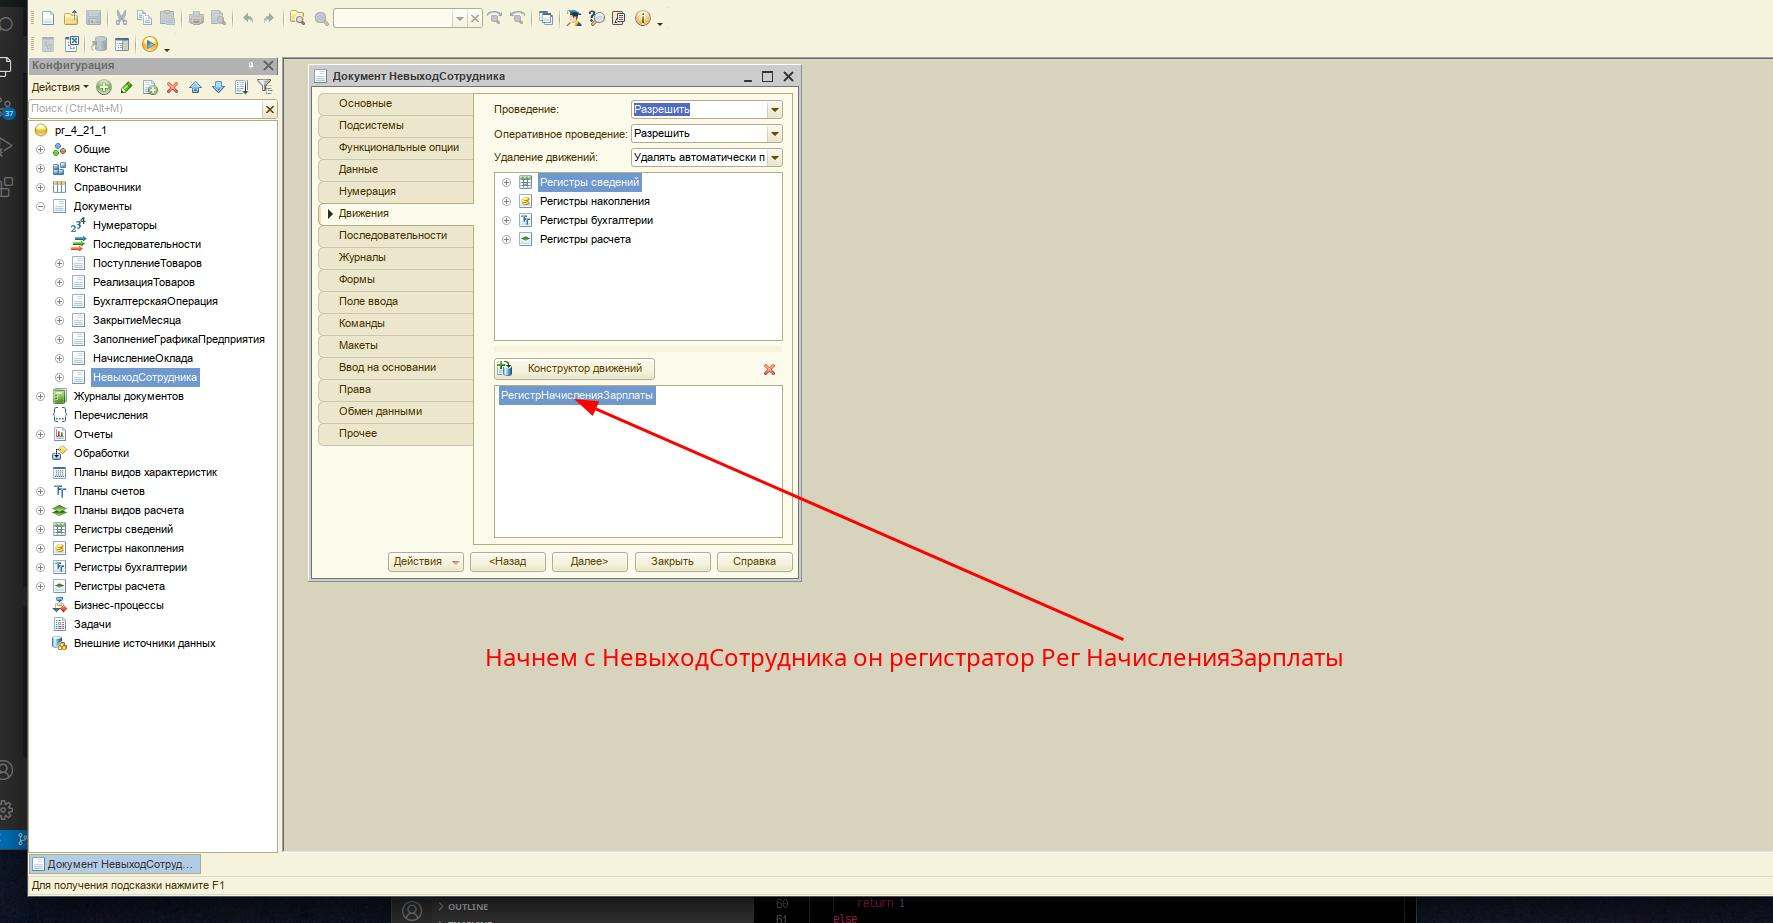 Конфигурация
Действия
Поиск (Ctrl+Alt+M)
pr_4_21_1
Общие
Константы
Справочники
Документы
Нумераторы
Последовательности
ПоступлениеТоваров
РеализацияТоваров
БухгалтерскаяОперация
ЗакрытиеМесяца
ЗаполнениеГрафикаПредприятия
НачислениеОклада
НевыходСотрудника
Журналы документов
Перечисления
Отчеты
Обработки
Планы видов характеристик
Планы счетов
Планы видов расчета
Регистры сведений
Регистры накопления
Регистры бухгалтерии
Регистры расчета
Бизнес-процессы
Задачи
Внешние источники данных
37
Документ НевыходСотрудника
Основные
Подсистемы
Функциональные опции
Данные
Нумерация
Движения
Последовательности
Журналы
Формы
Поле ввода
Команды
Макеты
Ввод на основании
Права
Обмен данными
Прочее
Проведение: Разрешить
Оперативное проведение: Разрешить
Удаление движений: Удалять автоматически п
Регистры сведений
Регистры накопления
Регистры бухгалтерии
Регистры расчета
Конструктор движений
РегистрНачисленияЗарплаты
Действия <Назад Далее> Закрыть Справка
Начнем с НевыходСотрудника он регистратор Рег НачисленияЗарплаты
Документ НевыходСотруд...
Для получения подсказки нажмите F1
OUTLINE
60 return 1
61 else